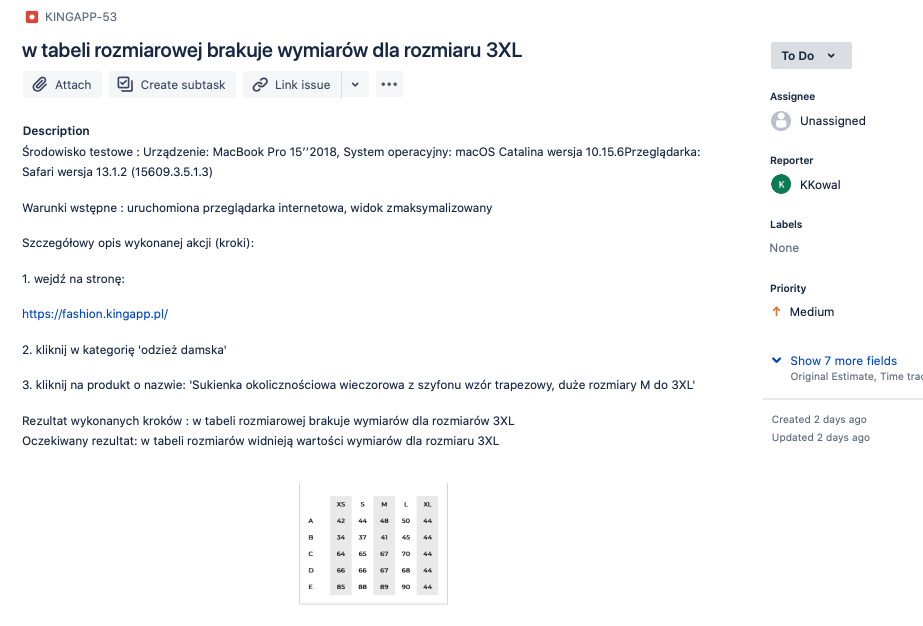 KINGAPP-53
w tabeli rozmiarowej brakuje wymiarów dla rozmiaru 3XL
Attach
Create subtask
Link issue
Description
Środowisko testowe : Urządzenie: MacBook Pro 15’’2018, System operacyjny: macOS Catalina wersja 10.15.6Przeglądarka:
Safari wersja 13.1.2 (15609.3.5.1.3)
Warunki wstępne : uruchomiona przeglądarka internetowa, widok zmaksymalizowany
Szczegółowy opis wykonanej akcji (kroki):
1. wejdź na stronę:
https://fashion.kingapp.pl/
2. kliknij w kategorię 'odzież damska'
3. kliknij na produkt o nazwie: 'Sukienka okolicznościowa wieczorowa z szyfonu wzór trapezowy, duże rozmiary M do 3XL'
Rezultat wykonanych kroków : w tabeli rozmiarowej brakuje wymiarów dla rozmiarów 3XL
Oczekiwany rezultat: w tabeli rozmiarów widnieją wartości wymiarów dla rozmiaru 3XL
XS S M L XL
A 42 44 48 50 44
B 34 37 41 45 44
C 64 65 67 70 44
D 66 66 67 68 44
E 85 88 89 90 44
To Do
Assignee
Unassigned
Reporter
K KKowal
Labels
None
Priority
Medium
Show 7 more fields
Original Estimate, Time trac
Created 2 days ago
Updated 2 days ago